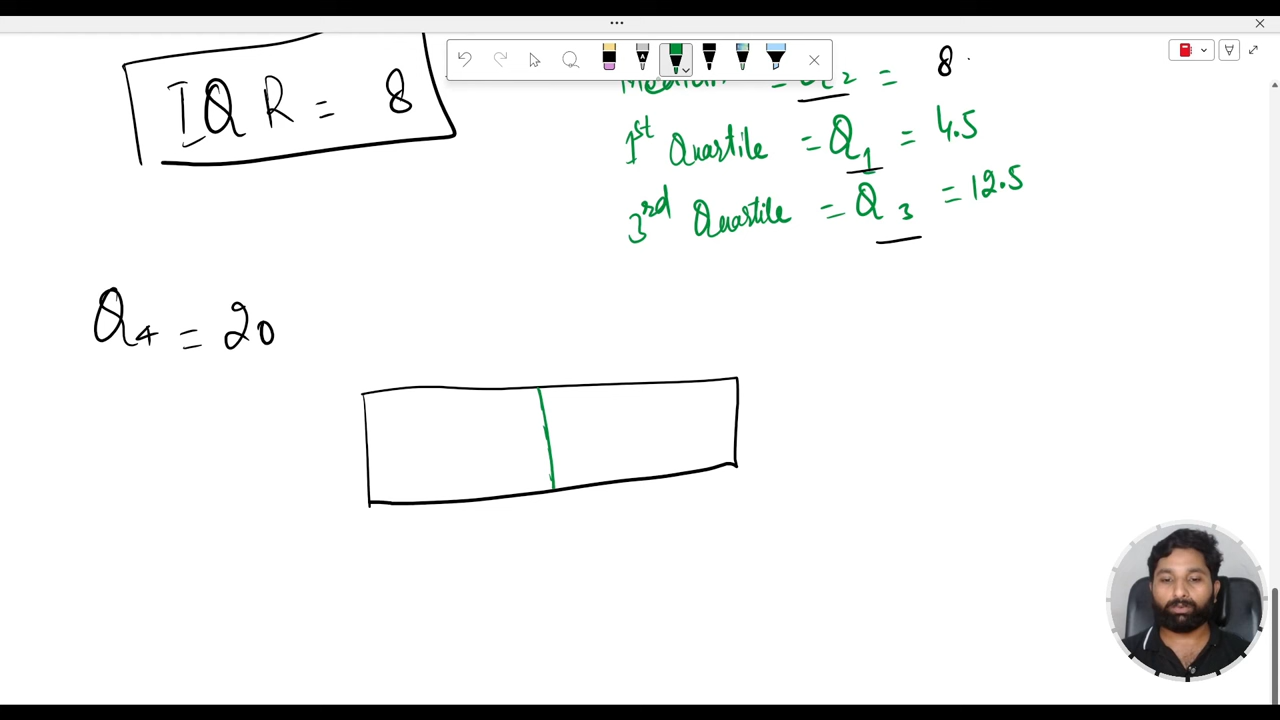 IQR = 8
Median = Q2 = 8
1st Quartile = Q1 = 4.5
3rd Quartile = Q3 = 12.5
Q4 = 20